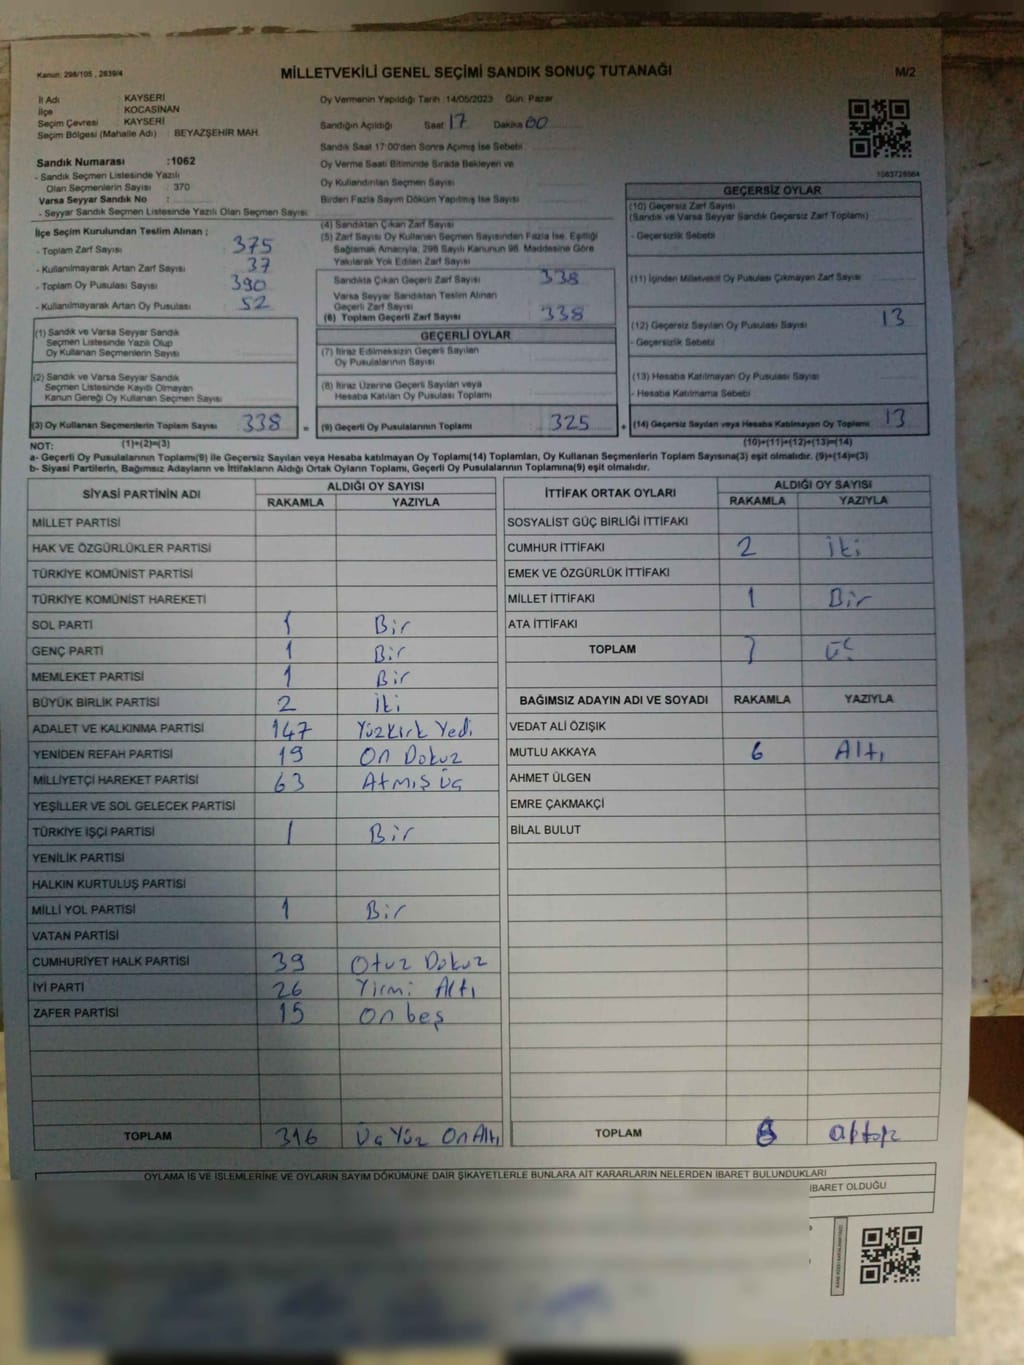 Kanun: 298/105 , 2839/4
MİLLETVEKİLİ GENEL SEÇİMİ SANDIK SONUÇ TUTANAĞI
M/2
İl Adı : KAYSERİ
İlçe : KOCASİNAN
Seçim Çevresi : KAYSERİ
Seçim Bölgesi (Mahalle Adı) : BEYAZŞEHİR MAH.
Oy Vermenin Yapıldığı Tarih :14/05/2023 Gün: Pazar
Sandığın Açıldığı Saat 17 Dakika 00
Sandık Saat 17:00'den Sonra Açılmış İse Sebebi
Oy Verme Saati Bitiminde Sırada Bekleyen ve
Oy Kullandırılan Seçmen Sayısı
Birden Fazla Sayım Döküm Yapılmış İse Sayısı
Sandık Numarası :1062
- Sandık Seçmen Listesinde Yazılı
Olan Seçmenlerin Sayısı : 370
Varsa Seyyar Sandık No :
- Seyyar Sandık Seçmen Listesinde Yazılı Olan Seçmen Sayısı:
İlçe Seçim Kurulundan Teslim Alınan ;
- Toplam Zarf Sayısı 375
- Kullanılmayarak Artan Zarf Sayısı 37
- Toplam Oy Pusulası Sayısı 390
- Kullanılmayarak Artan Oy Pusulası 52
(1) Sandık ve Varsa Seyyar Sandık
Seçmen Listesinde Yazılı Olup
Oy Kullanan Seçmenlerin Sayısı
(2) Sandık ve Varsa Seyyar Sandık
Seçmen Listesinde Kayıtlı Olmayan
Kanun Gereği Oy Kullanan Seçmen Sayısı
(3) Oy Kullanan Seçmenlerin Toplam Sayısı 338
(4) Sandıktan Çıkan Zarf Sayısı
(5) Zarf Sayısı Oy Kullanan Seçmen Sayısından Fazla İse, Eşitliği
Sağlamak Amacıyla, 298 Sayılı Kanunun 98. Maddesine Göre
Yakılarak Yok Edilen Zarf Sayısı
Sandıkta Çıkan Geçerli Zarf Sayısı 338
Varsa Seyyar Sandıktan Teslim Alınan
Geçerli Zarf Sayısı
(6) Toplam Geçerli Zarf Sayısı 338
GEÇERLİ OYLAR
(7) İtiraz Edilmeksizin Geçerli Sayılan
Oy Pusulalarının Sayısı
(8) İtiraz Üzerine Geçerli Sayılan veya
Hesaba Katılan Oy Pusulası Toplamı
= (9) Geçerli Oy Pusulalarının Toplamı 325
1063728564
GEÇERSİZ OYLAR
(10) Geçersiz Zarf Sayısı
(Sandık ve Varsa Seyyar Sandık Geçersiz Zarf Toplamı)
- Geçersizlik Sebebi
(11) İçinden Milletvekili Oy Pusulası Çıkmayan Zarf Sayısı
(12) Geçersiz Sayılan Oy Pusulası Sayısı 13
- Geçersizlik Sebebi
(13) Hesaba Katılmayan Oy Pusulası Sayısı
- Hesaba Katılmama Sebebi
+ (14) Geçersiz Sayılan veya Hesaba Katılmayan Oy Toplamı 13
NOT: (1)+(2)=(3) (10)+(11)+(12)+(13)=(14)
a- Geçerli Oy Pusulalarının Toplamı(9) ile Geçersiz Sayılan veya Hesaba katılmayan Oy Toplamı(14) Toplamları, Oy Kullanan Seçmenlerin Toplam Sayısına(3) eşit olmalıdır. (9)+(14)=(3)
b- Siyasi Partilerin, Bağımsız Adayların ve İttifakların Aldığı Ortak Oyların Toplamı, Geçerli Oy Pusulalarının Toplamına(9) eşit olmalıdır.
SİYASİ PARTİNİN ADI ALDIĞI OY SAYISI
RAKAMLA YAZIYLA
MİLLET PARTİSİ
HAK VE ÖZGÜRLÜKLER PARTİSİ
TÜRKİYE KOMÜNİST PARTİSİ
TÜRKİYE KOMÜNİST HAREKETİ
SOL PARTİ 1 Bir
GENÇ PARTİ 1 Bir
MEMLEKET PARTİSİ 1 Bir
BÜYÜK BİRLİK PARTİSİ 2 İki
ADALET VE KALKINMA PARTİSİ 147 Yüzkırk Yedi
YENİDEN REFAH PARTİSİ 19 On Dokuz
MİLLİYETÇİ HAREKET PARTİSİ 63 Atmış üç
YEŞİLLER VE SOL GELECEK PARTİSİ
TÜRKİYE İŞÇİ PARTİSİ 1 Bir
YENİLİK PARTİSİ
HALKIN KURTULUŞ PARTİSİ
MİLLİ YOL PARTİSİ 1 Bir
VATAN PARTİSİ
CUMHURİYET HALK PARTİSİ 39 Otuz Dokuz
İYİ PARTİ 26 Yirmi Altı
ZAFER PARTİSİ 15 On beş
TOPLAM 316 Üç Yüz On Altı
İTTİFAK ORTAK OYLARI ALDIĞI OY SAYISI
RAKAMLA YAZIYLA
SOSYALİST GÜÇ BİRLİĞİ İTTİFAKI
CUMHUR İTTİFAKI 2 iki
EMEK VE ÖZGÜRLÜK İTTİFAKI
MİLLET İTTİFAKI 1 Bir
ATA İTTİFAKI
TOPLAM üç
BAĞIMSIZ ADAYIN ADI VE SOYADI RAKAMLA YAZIYLA
VEDAT ALİ ÖZIŞIK
MUTLU AKKAYA 6 Altı
AHMET ÜLGEN
EMRE ÇAKMAKÇİ
BİLAL BULUT
TOPLAM
OYLAMA İŞ VE İŞLEMLERİNE VE OYLARIN SAYIM DÖKÜMÜNE DAİR ŞİKAYETLERLE BUNLARA AİT KARARLARIN NELERDEN İBARET BULUNDUKLARI
İBARET OLDUĞU